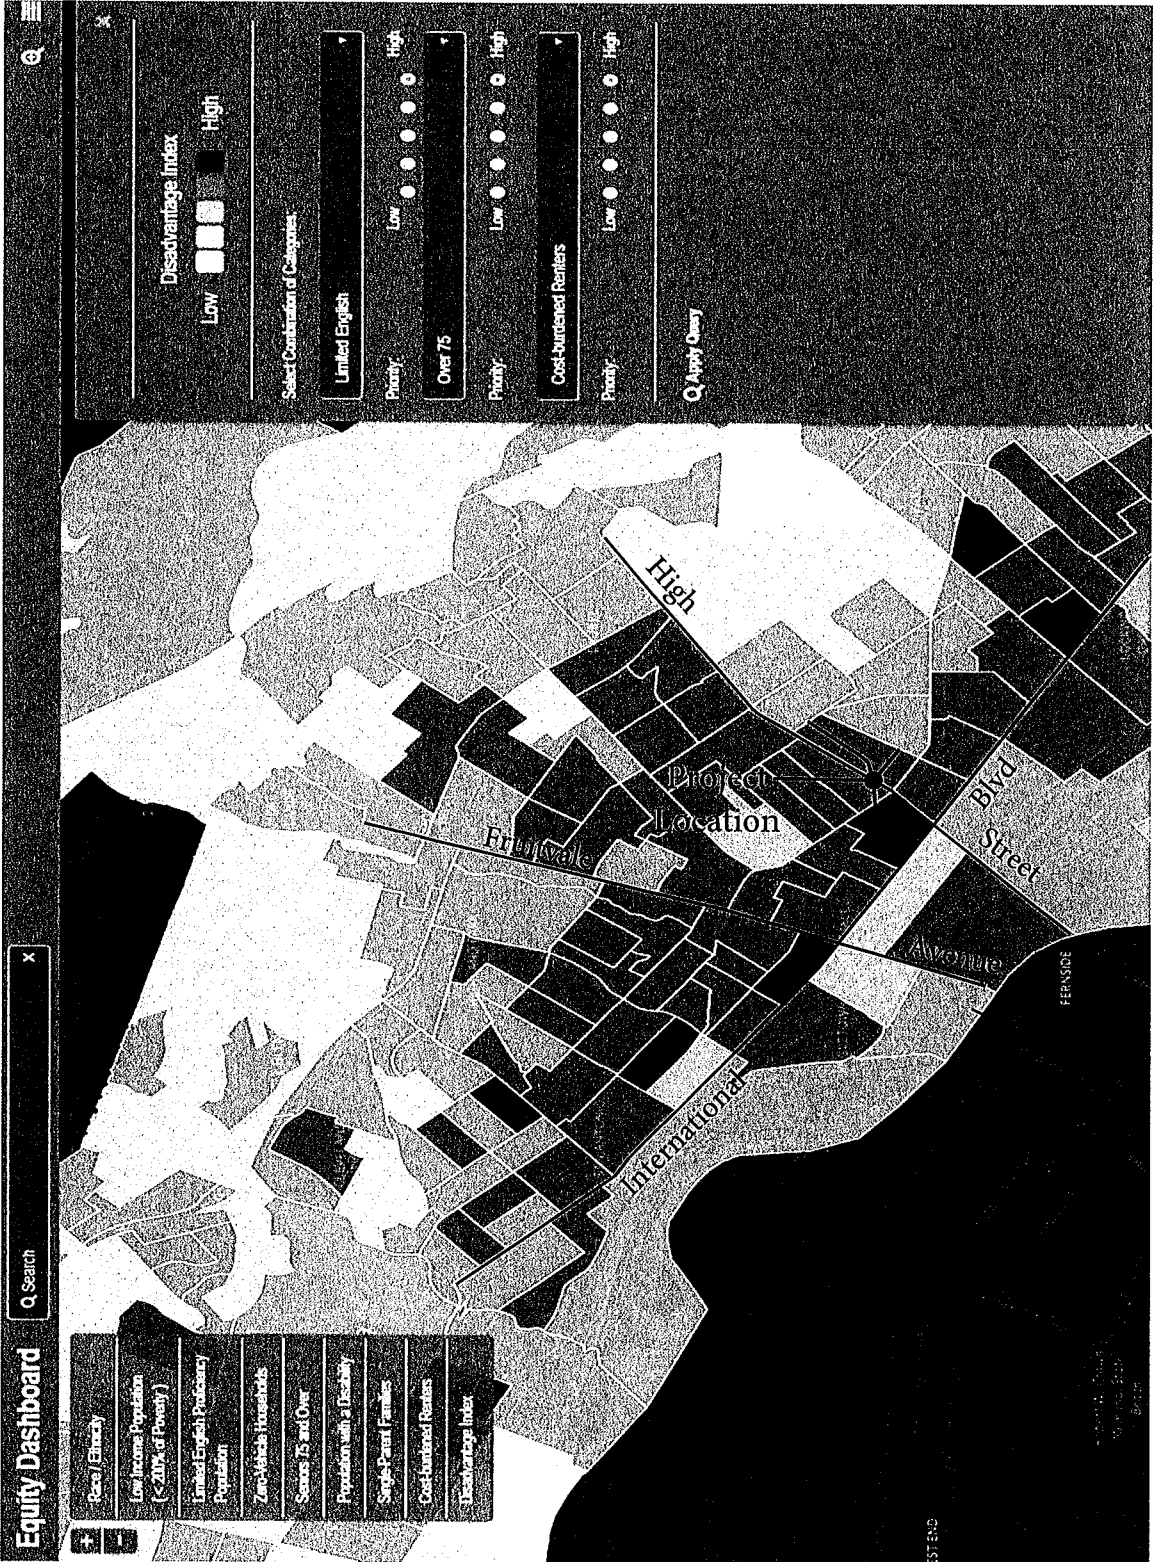 Equity Dashboard
Search
x
Race / Ethnicity
Low Income Population
(< 200% of Poverty)
Limited English Proficiency
Population
Zero-Vehicle Households
Seniors 75 and Over
Population with a Disability
Single-Parent Families
Cost-burdened Renters
Disadvantage Index
+
-
High
Project
Location
Fruitvale
Avenue
International
Blvd
Street
FERNSIDE
Disadvantage Index
Low High
Select Combination of Categories:
Limited English
Priority: Low High
Over 75
Priority: Low High
Cost-burdened Renters
Priority: Low High
Apply Query